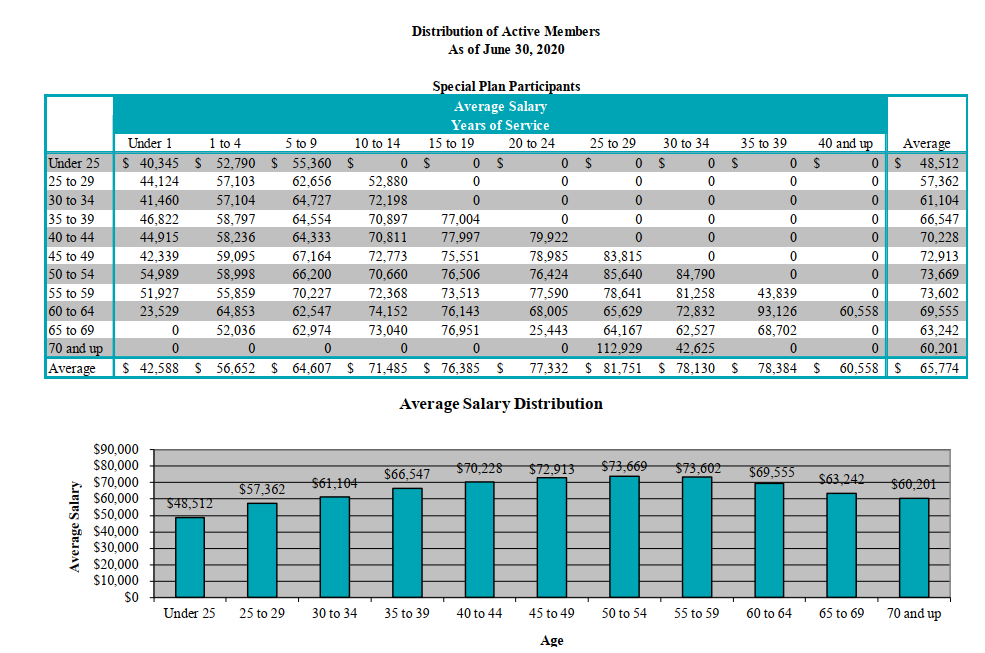 Distribution of Active Members
As of June 30, 2020
Special Plan Participants
Average Salary
Years of Service
Under 1 1 to 4 5 to 9 10 to 14 15 to 19 20 to 24 25 to 29 30 to 34 35 to 39 40 and up Average
Under 25 $ 40,345 $ 52,790 $ 55,360 $ 0 $ 0 $ 0 $ 0 $ 0 $ 0 $ 0 $ 48,512
25 to 29 44,124 57,103 62,656 52,880 0 0 0 0 0 0 57,362
30 to 34 41,460 57,104 64,727 72,198 0 0 0 0 0 0 61,104
35 to 39 46,822 58,797 64,554 70,897 77,004 0 0 0 0 0 66,547
40 to 44 44,915 58,236 64,333 70,811 77,997 79,922 0 0 0 0 70,228
45 to 49 42,339 59,095 67,164 72,773 75,551 78,985 83,815 0 0 0 72,913
50 to 54 54,989 58,998 66,200 70,660 76,506 76,424 85,640 84,790 0 0 73,669
55 to 59 51,927 55,859 70,227 72,368 73,513 77,590 78,641 81,258 43,839 0 73,602
60 to 64 23,529 64,853 62,547 74,152 76,143 68,005 65,629 72,832 93,126 60,558 69,555
65 to 69 0 52,036 62,974 73,040 76,951 25,443 64,167 62,527 68,702 0 63,242
70 and up 0 0 0 0 0 0 112,929 42,625 0 0 60,201
Average $ 42,588 $ 56,652 $ 64,607 $ 71,485 $ 76,385 $ 77,332 $ 81,751 $ 78,130 $ 78,384 $ 60,558 $ 65,774
Average Salary Distribution
Average Salary
$90,000
$80,000
$70,000
$60,000
$50,000
$40,000
$30,000
$20,000
$10,000
$0
$48,512 $57,362 $61,104 $66,547 $70,228 $72,913 $73,669 $73,602 $69,555 $63,242 $60,201
Under 25 25 to 29 30 to 34 35 to 39 40 to 44 45 to 49 50 to 54 55 to 59 60 to 64 65 to 69 70 and up
Age